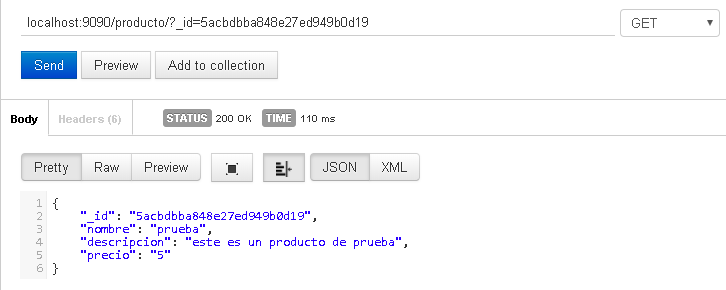 localhost:9090/producto/?_id=5acbdbba848e27ed949b0d19 GET
Send Preview Add to collection
Body Headers (6) STATUS 200 OK TIME 110 ms
Pretty Raw Preview JSON XML
1 {
2 "_id": "5acbdbba848e27ed949b0d19",
3 "nombre": "prueba",
4 "descripcion": "este es un producto de prueba",
5 "precio": "5"
6 }